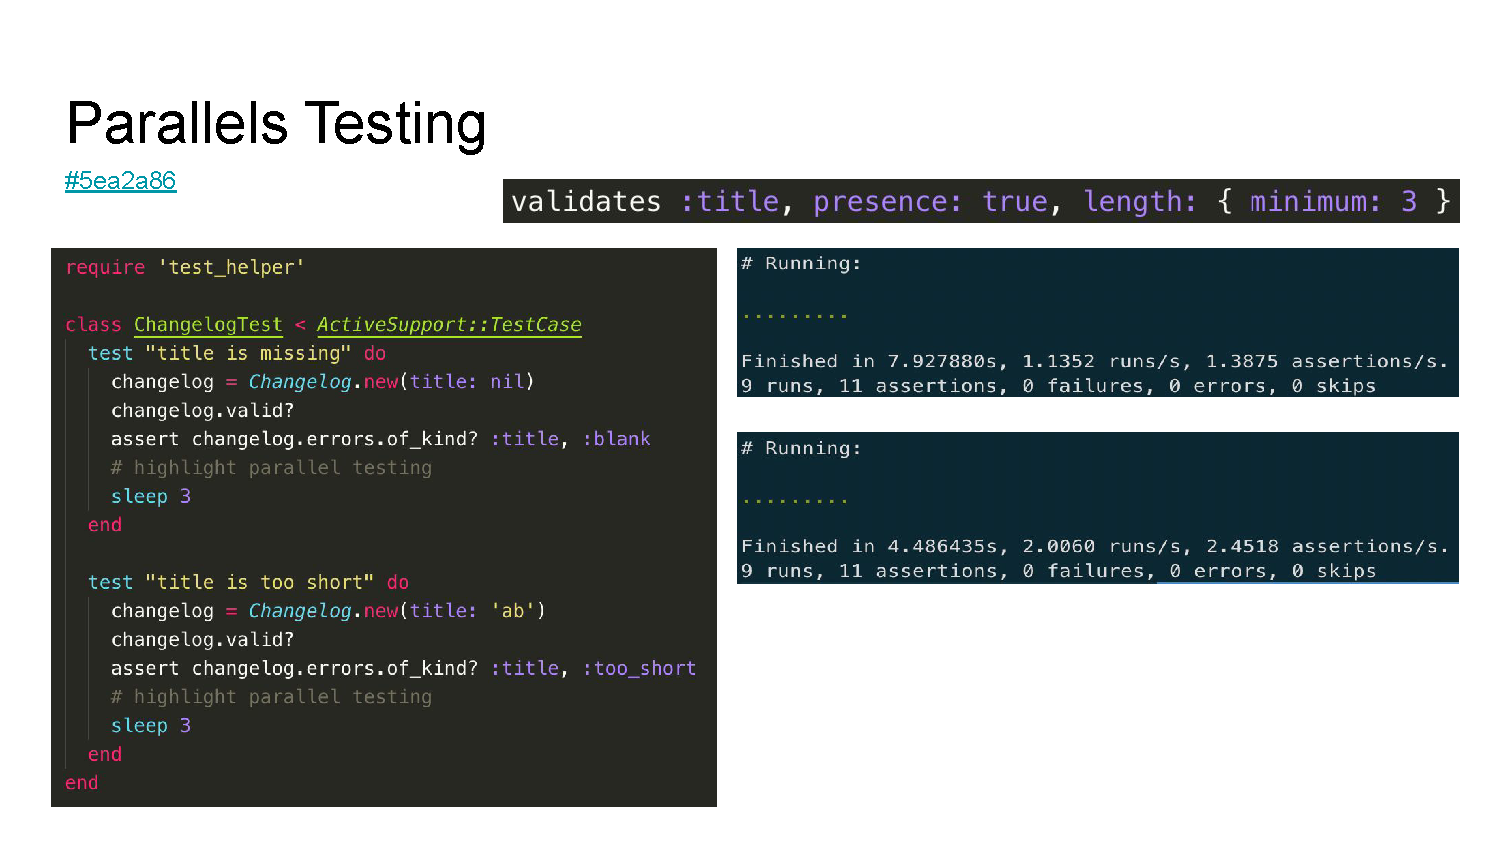 Parallels Testing
#5ea2a86
validates :title, presence: true, length: { minimum: 3 }
require 'test_helper'
class ChangelogTest < ActiveSupport::TestCase
test "title is missing" do
changelog = Changelog.new(title: nil)
changelog.valid?
assert changelog.errors.of_kind? :title, :blank
# highlight parallel testing
sleep 3
end
test "title is too short" do
changelog = Changelog.new(title: 'ab')
changelog.valid?
assert changelog.errors.of_kind? :title, :too_short
# highlight parallel testing
sleep 3
end
end
# Running:
.........
Finished in 7.927880s, 1.1352 runs/s, 1.3875 assertions/s.
9 runs, 11 assertions, 0 failures, 0 errors, 0 skips
# Running:
.........
Finished in 4.486435s, 2.0060 runs/s, 2.4518 assertions/s.
9 runs, 11 assertions, 0 failures, 0 errors, 0 skips